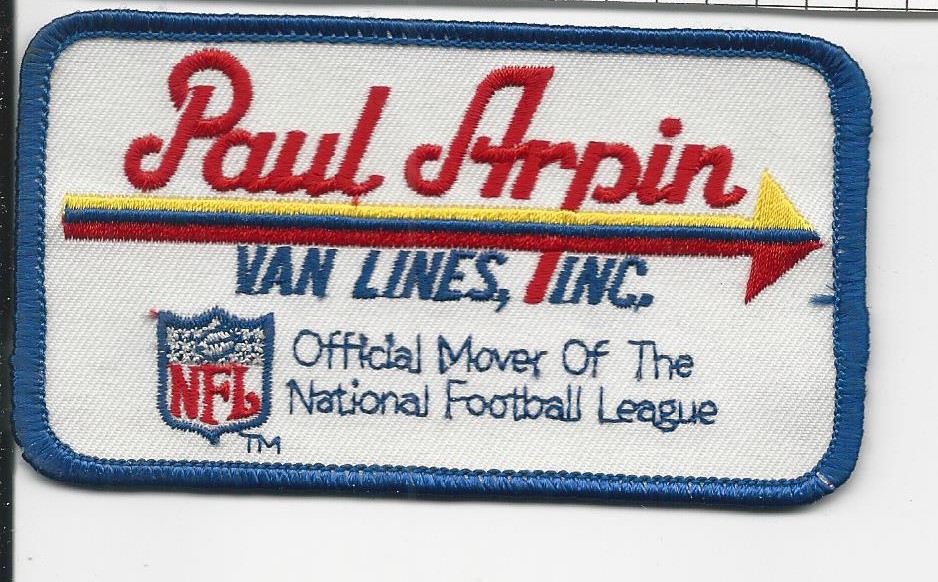 Paul Arpin
VAN LINES, INC.
NFL
TM
Official Mover Of The
National Football League